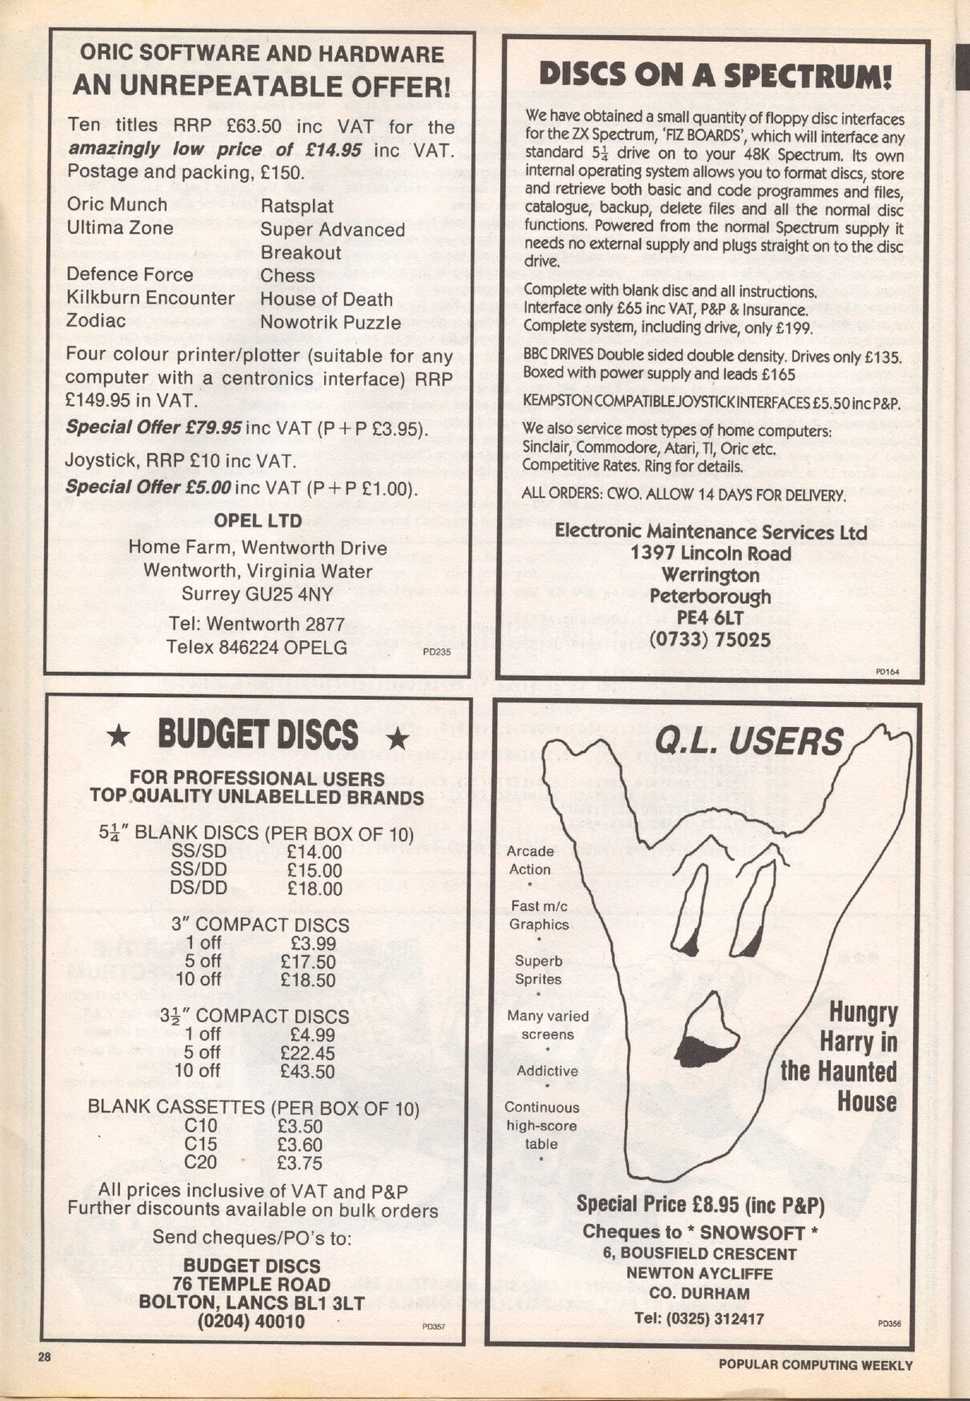 ORIC SOFTWARE AND HARDWARE
AN UNREPEATABLE OFFER!
Ten titles RRP £63.50 inc VAT for the
amazingly low price of £14.95 inc VAT.
Postage and packing, £150.
Oric Munch Ratsplat
Ultima Zone Super Advanced
Breakout
Defence Force Chess
Kilkburn Encounter House of Death
Zodiac Nowotrik Puzzle
Four colour printer/plotter (suitable for any
computer with a centronics interface) RRP
£149.95 in VAT.
Special Offer £79.95 inc VAT (P+P £3.95).
Joystick, RRP £10 inc VAT.
Special Offer £5.00 inc VAT (P+P £1.00).
OPEL LTD
Home Farm, Wentworth Drive
Wentworth, Virginia Water
Surrey GU25 4NY
Tel: Wentworth 2877
Telex 846224 OPELG
PD235
DISCS ON A SPECTRUM!
We have obtained a small quantity of floppy disc interfaces
for the ZX Spectrum, 'FIZ BOARDS', which will interface any
standard 5¼ drive on to your 48K Spectrum. Its own
internal operating system allows you to format discs, store
and retrieve both basic and code programmes and files,
catalogue, backup, delete files and all the normal disc
functions. Powered from the normal Spectrum supply it
needs no external supply and plugs straight on to the disc
drive.
Complete with blank disc and all instructions.
Interface only £65 inc VAT, P&P & Insurance.
Complete system, including drive, only £199.
BBC DRIVES Double sided double density. Drives only £135.
Boxed with power supply and leads £165
KEMPSTON COMPATIBLE JOYSTICK INTERFACES £5.50 inc P&P.
We also service most types of home computers:
Sinclair, Commodore, Atari, TI, Oric etc.
Competitive Rates. Ring for details.
ALL ORDERS: CWO. ALLOW 14 DAYS FOR DELIVERY.
Electronic Maintenance Services Ltd
1397 Lincoln Road
Werrington
Peterborough
PE4 6LT
(0733) 75025
PD164
★ BUDGET DISCS ★
FOR PROFESSIONAL USERS
TOP QUALITY UNLABELLED BRANDS
5¼" BLANK DISCS (PER BOX OF 10)
SS/SD £14.00
SS/DD £15.00
DS/DD £18.00
3" COMPACT DISCS
1 off £3.99
5 off £17.50
10 off £18.50
3½" COMPACT DISCS
1 off £4.99
5 off £22.45
10 off £43.50
BLANK CASSETTES (PER BOX OF 10)
C10 £3.50
C15 £3.60
C20 £3.75
All prices inclusive of VAT and P&P
Further discounts available on bulk orders
Send cheques/PO's to:
BUDGET DISCS
76 TEMPLE ROAD
BOLTON, LANCS BL1 3LT
(0204) 40010
PD357
Q.L. USERS
Arcade
Action
*
Fast m/c
Graphics
*
Superb
Sprites
*
Many varied
screens
*
Addictive
*
Continuous
high-score
table
*
Hungry
Harry in
the Haunted
House
Special Price £8.95 (inc P&P)
Cheques to * SNOWSOFT *
6, BOUSFIELD CRESCENT
NEWTON AYCLIFFE
CO. DURHAM
Tel: (0325) 312417
PD356
28
POPULAR COMPUTING WEEKLY